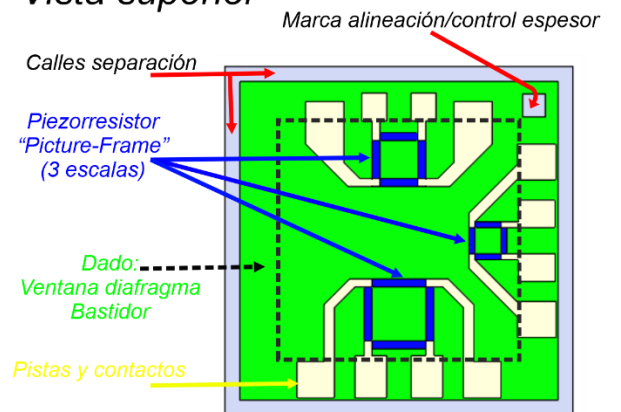 Vista superior
Marca alineación/control espesor
Calles separación
Piezorresistor
“Picture-Frame”
(3 escalas)
Dado:
Ventana diafragma
Bastidor
Pistas y contactos